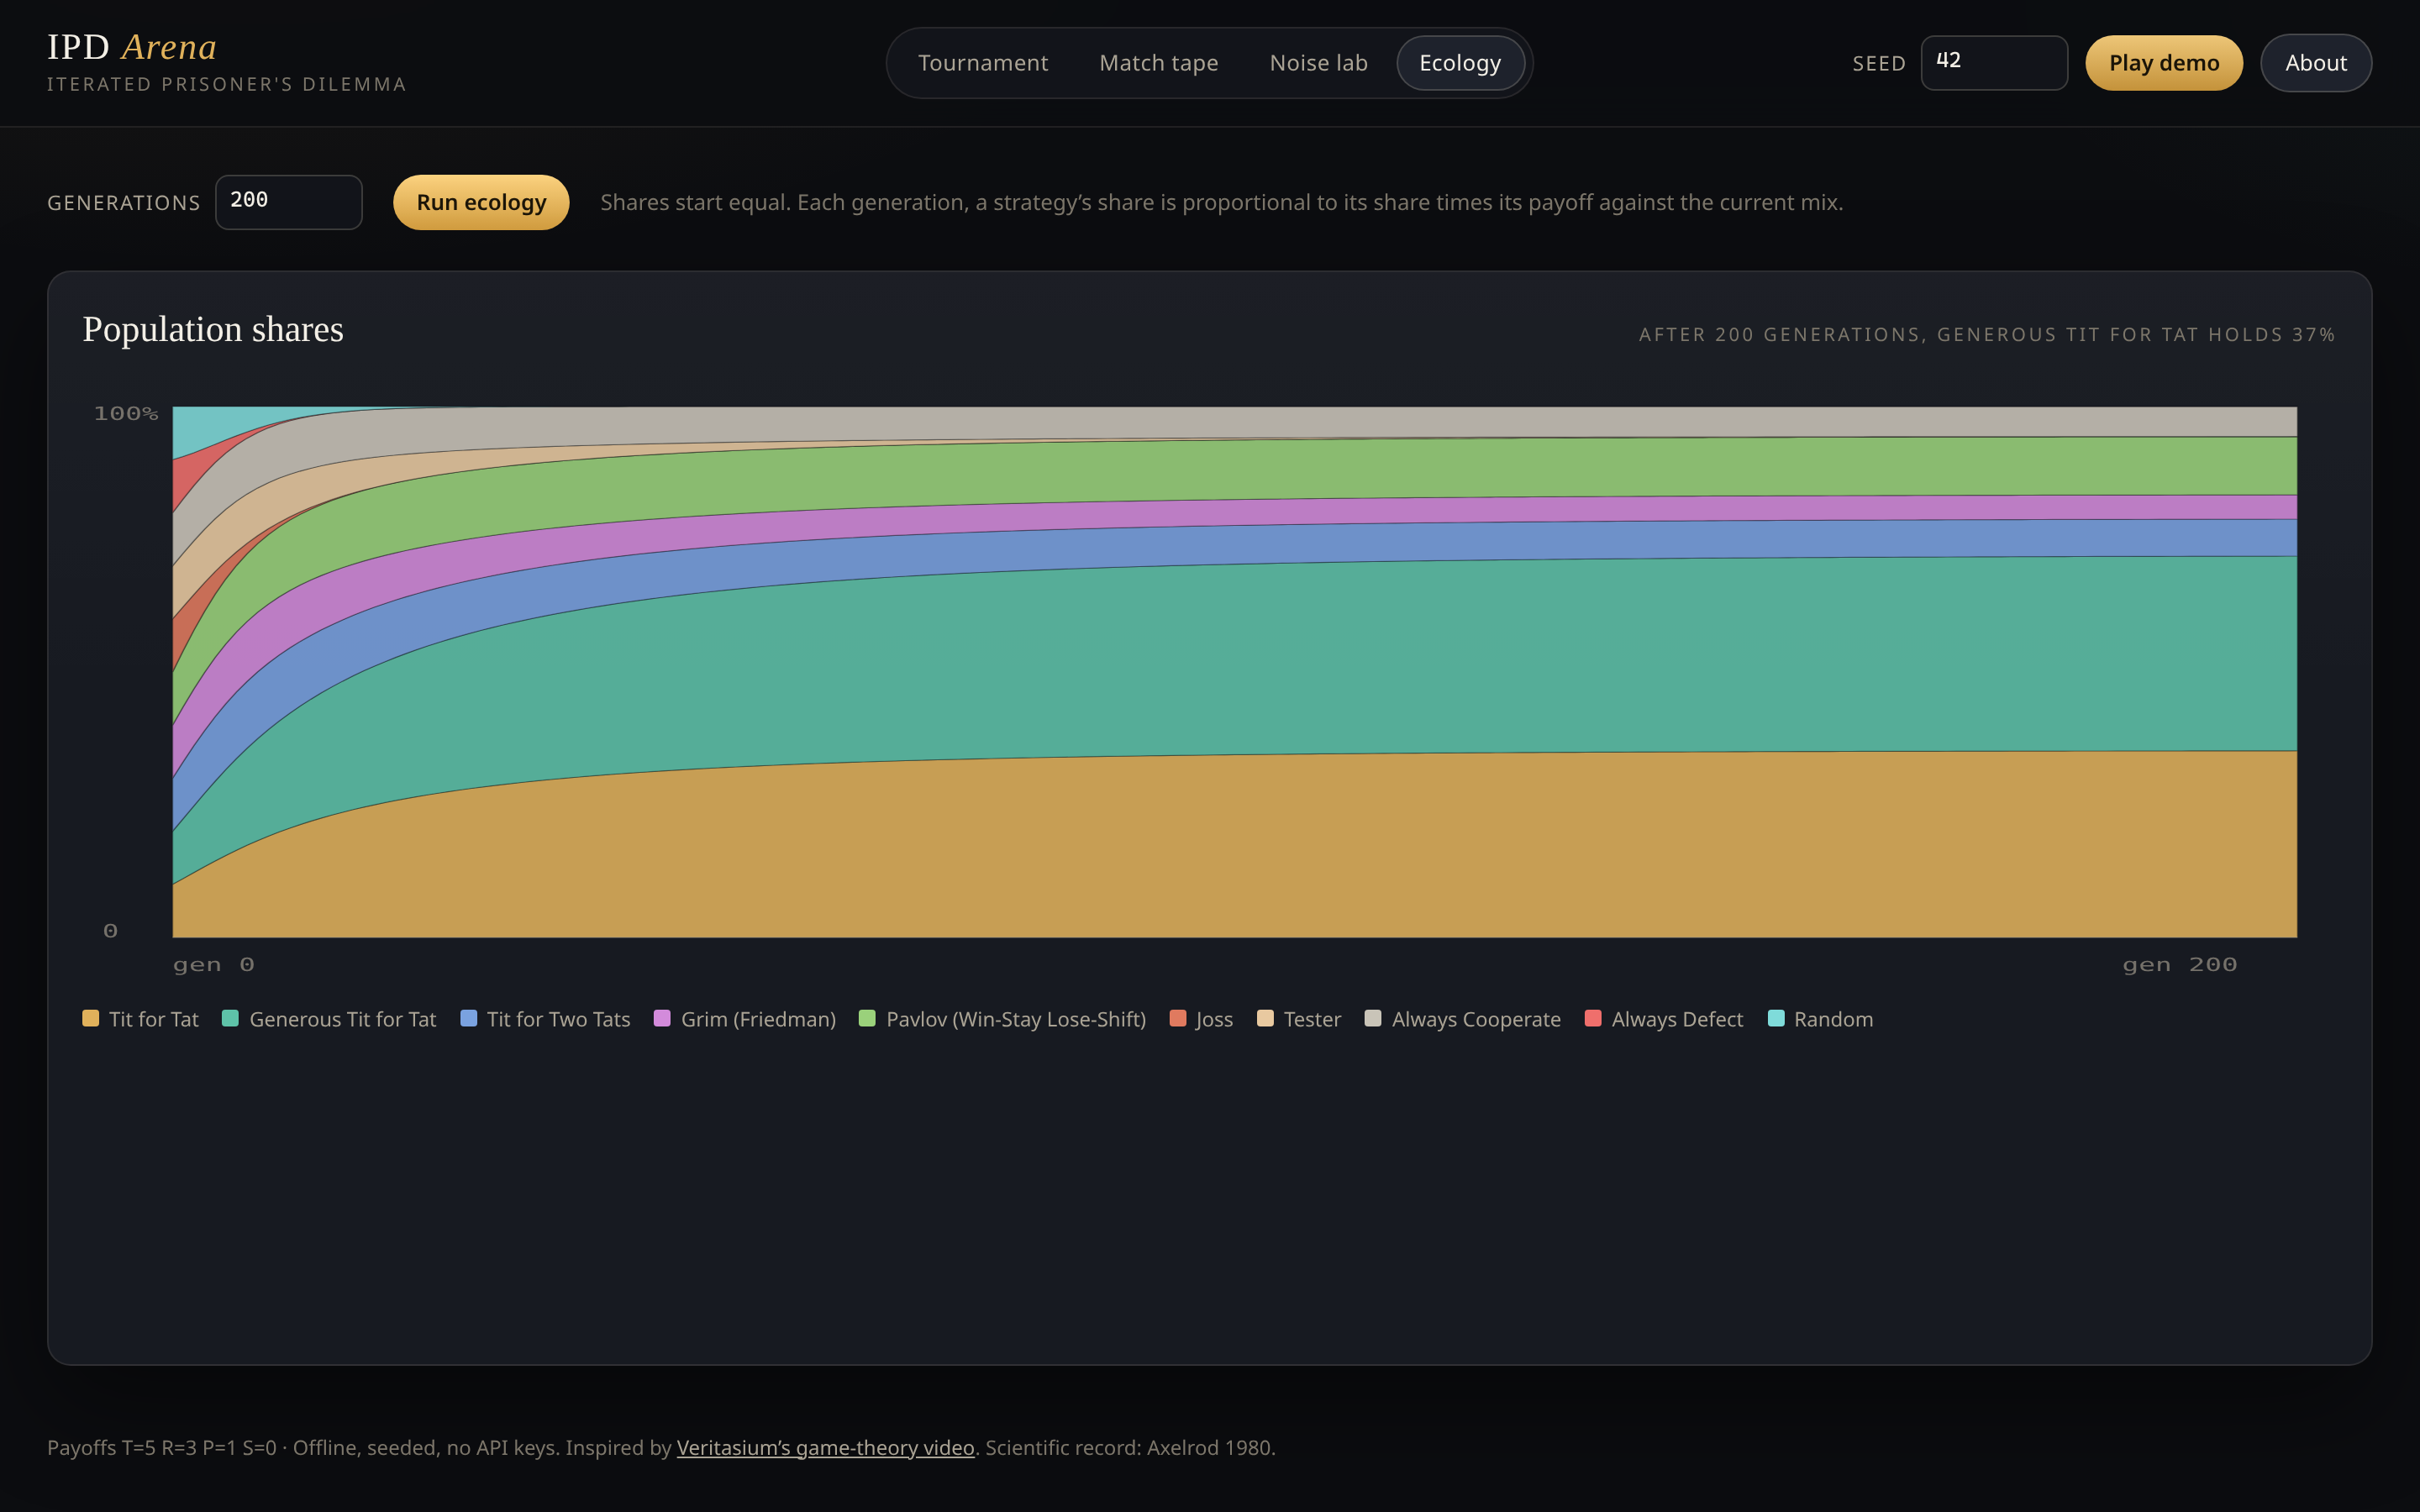 IPD Arena
ITERATED PRISONER'S DILEMMA
Tournament
Match tape
Noise lab
Ecology
SEED
42
Play demo
About
GENERATIONS
200
Run ecology
Shares start equal. Each generation, a strategy’s share is proportional to its share times its payoff against the current mix.
Population shares
AFTER 200 GENERATIONS, GENEROUS TIT FOR TAT HOLDS 37%
100%
0
gen 0
gen 200
Tit for Tat
Generous Tit for Tat
Tit for Two Tats
Grim (Friedman)
Pavlov (Win-Stay Lose-Shift)
Joss
Tester
Always Cooperate
Always Defect
Random
Payoffs T=5 R=3 P=1 S=0 · Offline, seeded, no API keys. Inspired by Veritasium’s game-theory video. Scientific record: Axelrod 1980.